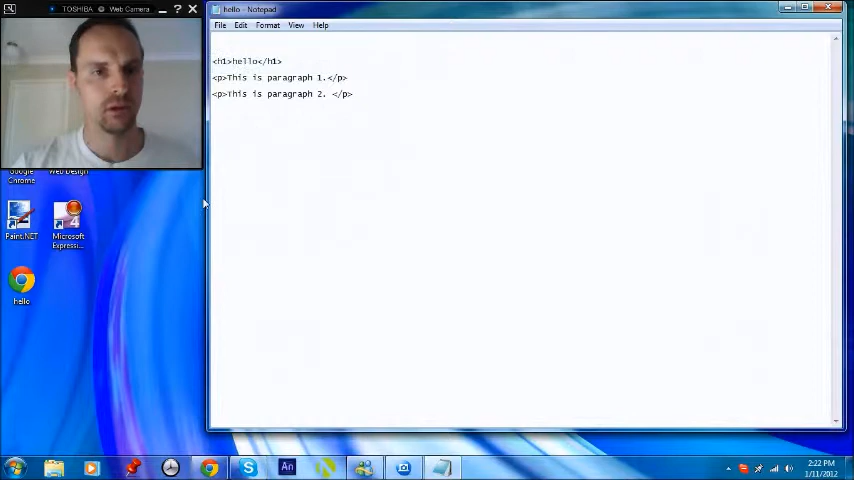 TOSHIBA Web Camera
hello - Notepad
File Edit Format View Help
<h1>hello</h1>
<p>This is paragraph 1.</p>
<p>This is paragraph 2. </p>
Google Chrome
Web Design
Paint.NET
Microsoft Expressi...
hello
An
2:22 PM
1/11/2012